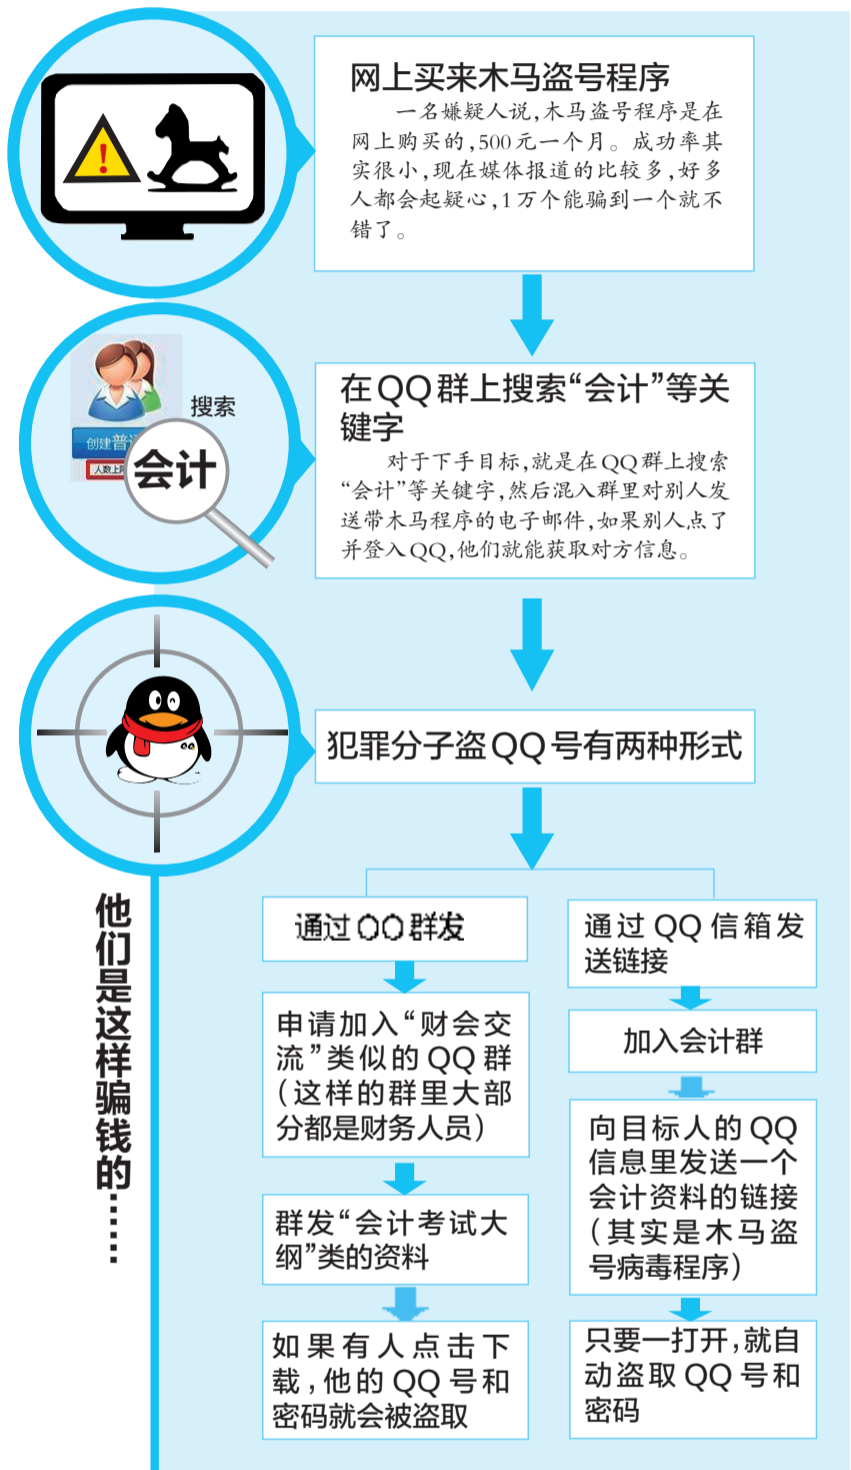 网上买来木马盗号程序
一名嫌疑人说,木马盗号程序是在
网上购买的,500元一个月。成功率其
实很小,现在媒体报道的比较多,好多
人都会起疑心,1万个能骗到一个就不
错了。
搜索
创建普通
人数上限
会计
在QQ群上搜索“会计”等关
键字
对于下手目标,就是在QQ群上搜索
“会计”等关键字,然后混入群里对别人发
送带木马程序的电子邮件,如果别人点了
并登入QQ,他们就能获取对方信息。
犯罪分子盗QQ号有两种形式
他们是这样骗钱的……
通过QQ群发
申请加入“财会交
流”类似的QQ群
(这样的群里大部
分都是财务人员)
群发“会计考试大
纲”类的资料
如果有人点击下
载,他的QQ号和
密码就会被盗取
通过QQ信箱发
送链接
加入会计群
向目标人的QQ
信息里发送一个
会计资料的链接
(其实是木马盗
号病毒程序)
只要一打开,就自
动盗取QQ号和
密码